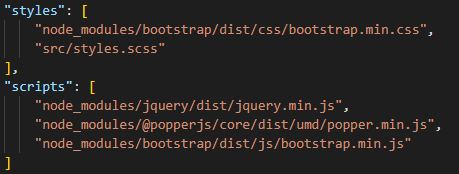 "styles": [
"node_modules/bootstrap/dist/css/bootstrap.min.css",
"src/styles.scss"
],
"scripts": [
"node_modules/jquery/dist/jquery.min.js",
"node_modules/@popperjs/core/dist/umd/popper.min.js",
"node_modules/bootstrap/dist/js/bootstrap.min.js"
]